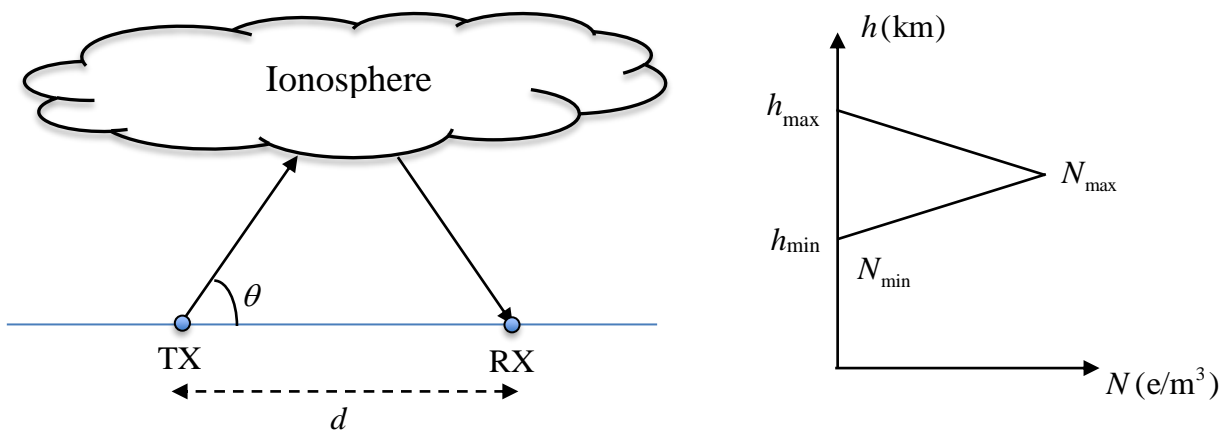 Ionosphere
θ
TX
RX
d
h(km)
h_max
N_max
h_min
N_min
N(e/m³)